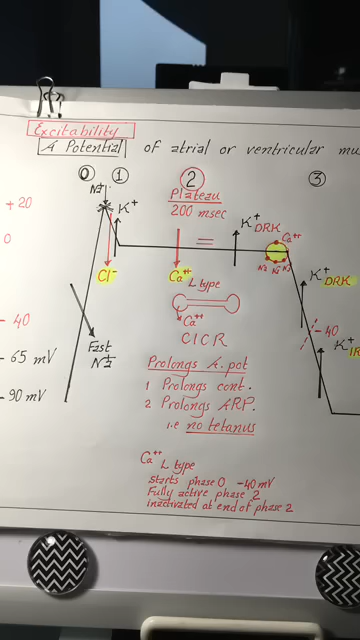 Excitability
A Potential of atrial or ventricular mu
0 1 2 3
Na+
+ 20
K+
Plateau
200 msec
0
K+ DRK
Ca++
=
Cl-
Ca++
L type
K+ DRK
Ca++
CICR
- 40
- 40
Fast
Na+
- 65 mV
Prolongs A.pot
K+
IR
1 Prolongs cont.
- 90 mV
2 Prolongs ARP.
i.e no tetanus
Ca++
L type
starts phase 0 -40 mV
Fully active phase 2
inactivated at end of phase 2